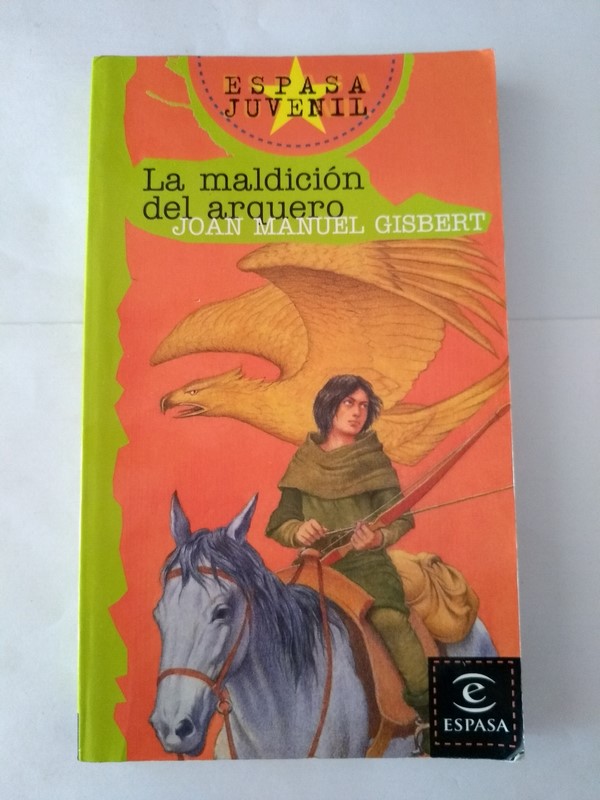 ESPASA
JUVENIL
La maldición
del arquero
JOAN MANUEL GISBERT
e
ESPASA